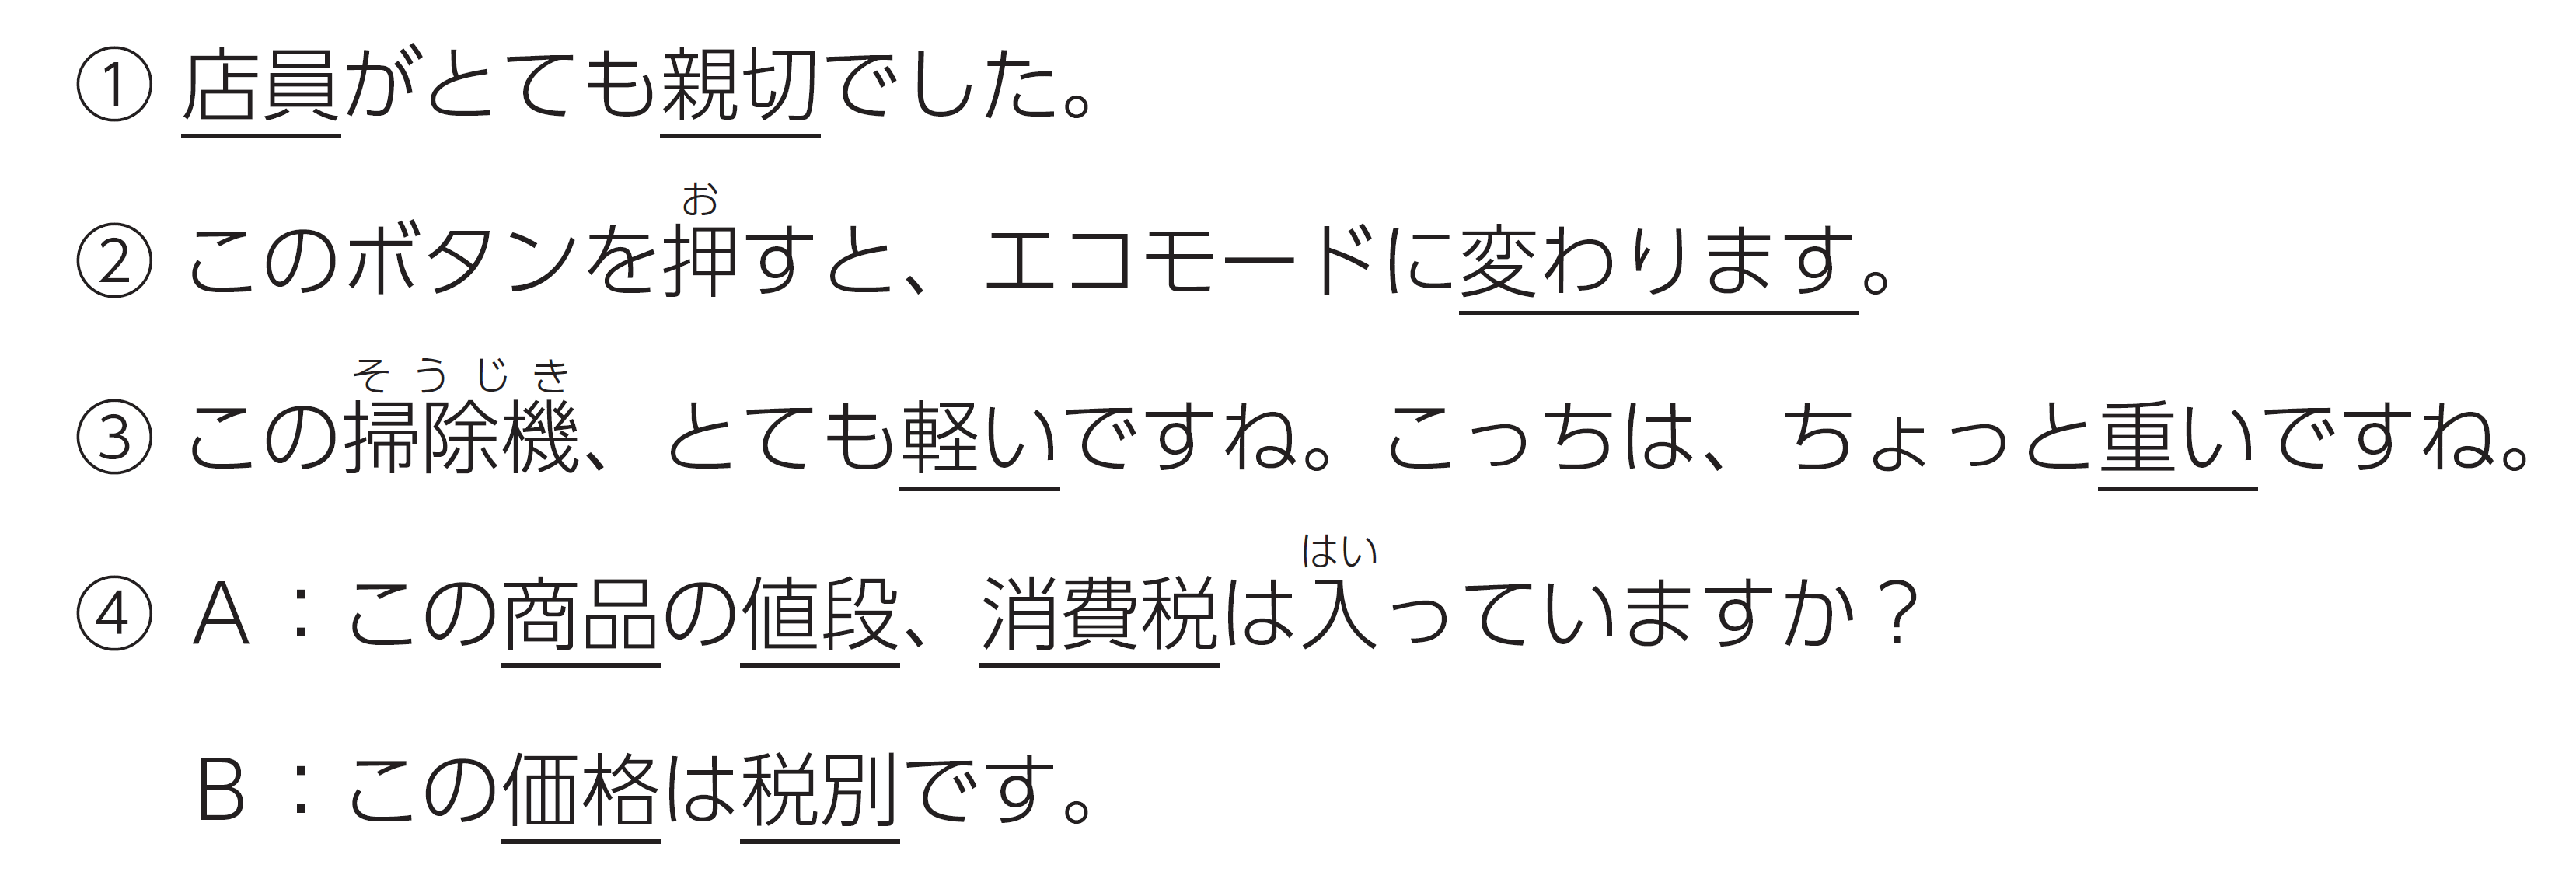 ① 店員がとても親切でした。
お
② このボタンを押すと、エコモードに変わります。
そうじき
③ この掃除機、とても軽いですね。こっちは、ちょっと重いですね。
はい
④ A：この商品の値段、消費税は入っていますか？
B：この価格は税別です。